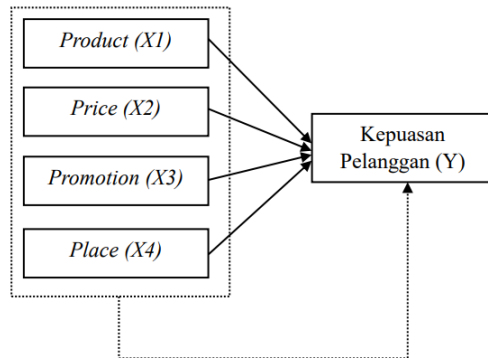 Product (X1)
Price (X2)
Promotion (X3)
Place (X4)
Kepuasan
Pelanggan (Y)